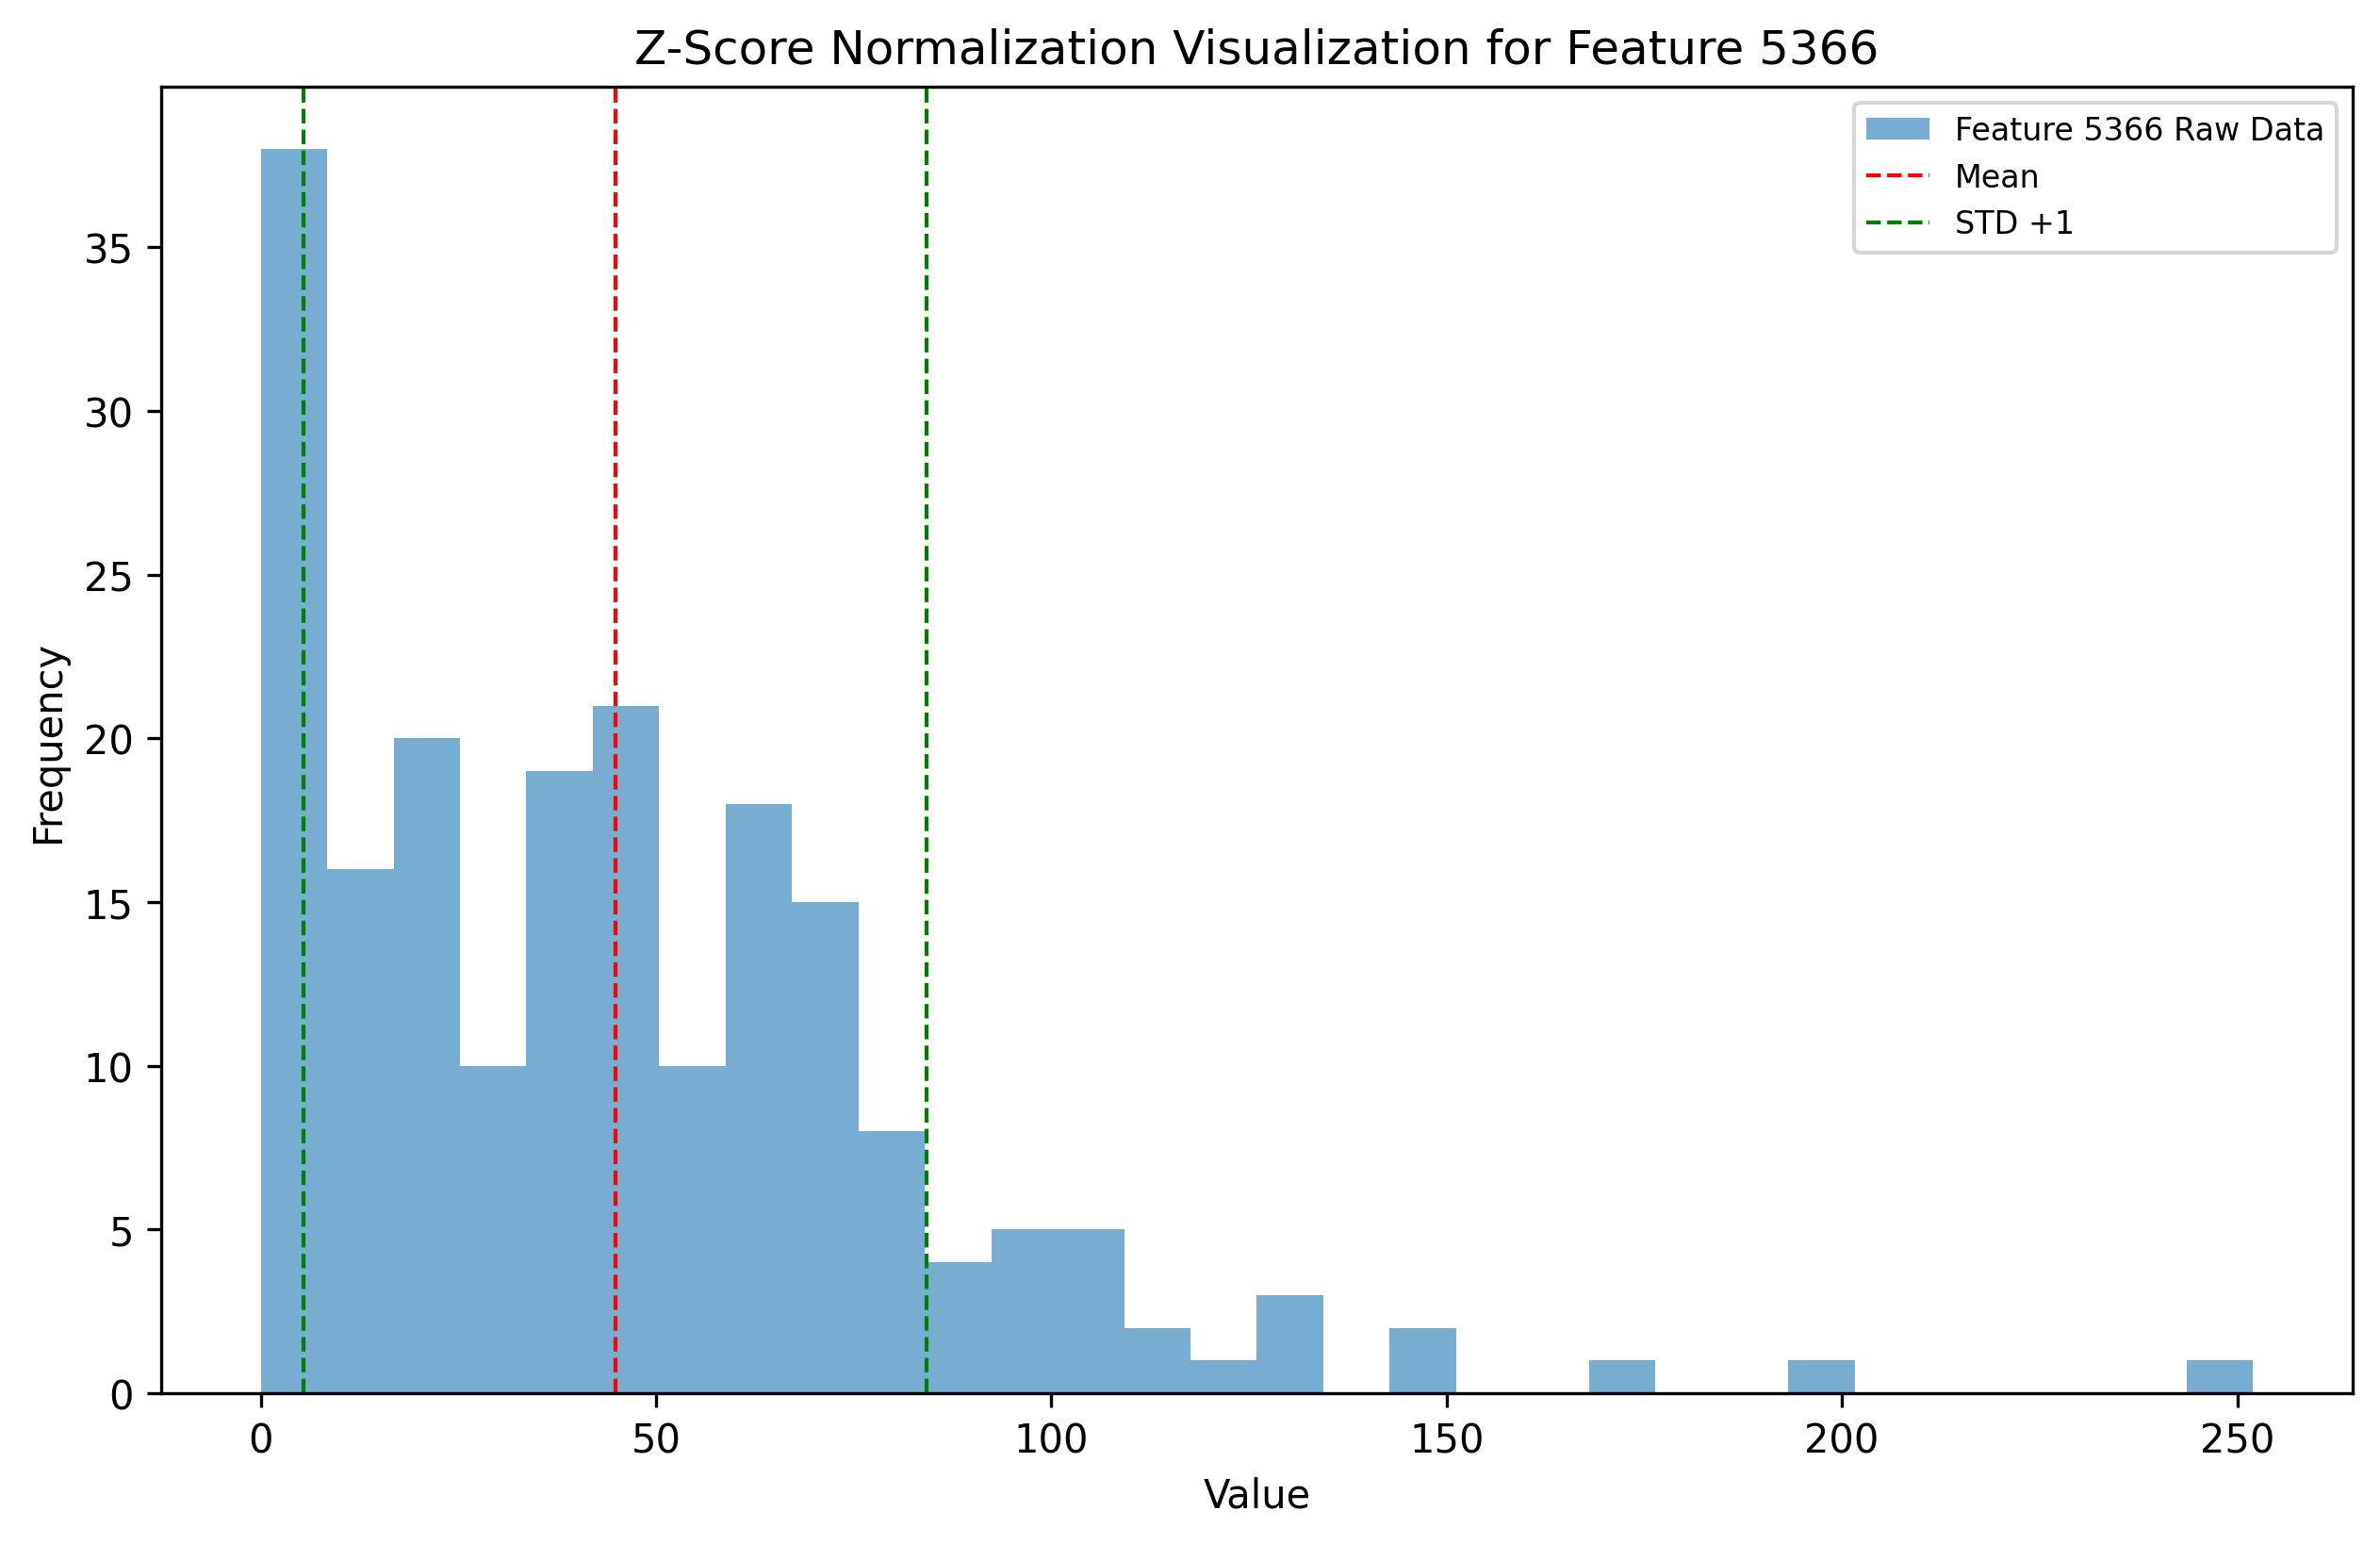 Z-Score Normalization Visualization for Feature 5366
Feature 5366 Raw Data
Mean
STD +1
Frequency
35
30
25
20
15
10
5
0
0 50 100 150 200 250
Value